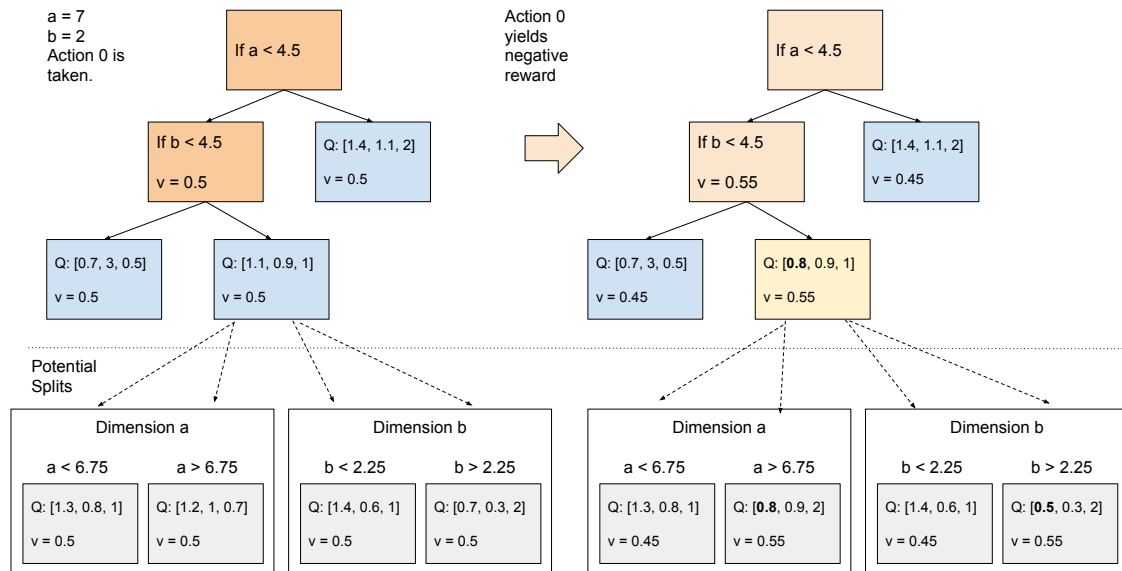 a = 7
b = 2
Action 0 is
taken.
If a < 4.5
If b < 4.5
v = 0.5
Q: [1.4, 1.1, 2]
v = 0.5
Q: [0.7, 3, 0.5]
v = 0.5
Q: [1.1, 0.9, 1]
v = 0.5
Action 0
yields
negative
reward
If a < 4.5
If b < 4.5
v = 0.55
Q: [1.4, 1.1, 2]
v = 0.45
Q: [0.7, 3, 0.5]
v = 0.45
Q: [0.8, 0.9, 1]
v = 0.55
Potential
Splits
Dimension a
a < 6.75
a > 6.75
Q: [1.3, 0.8, 1]
v = 0.5
Q: [1.2, 1, 0.7]
v = 0.5
Dimension b
b < 2.25
b > 2.25
Q: [1.4, 0.6, 1]
v = 0.5
Q: [0.7, 0.3, 2]
v = 0.5
Dimension a
a < 6.75
a > 6.75
Q: [1.3, 0.8, 1]
v = 0.45
Q: [0.8, 0.9, 2]
v = 0.55
Dimension b
b < 2.25
b > 2.25
Q: [1.4, 0.6, 1]
v = 0.45
Q: [0.5, 0.3, 2]
v = 0.55